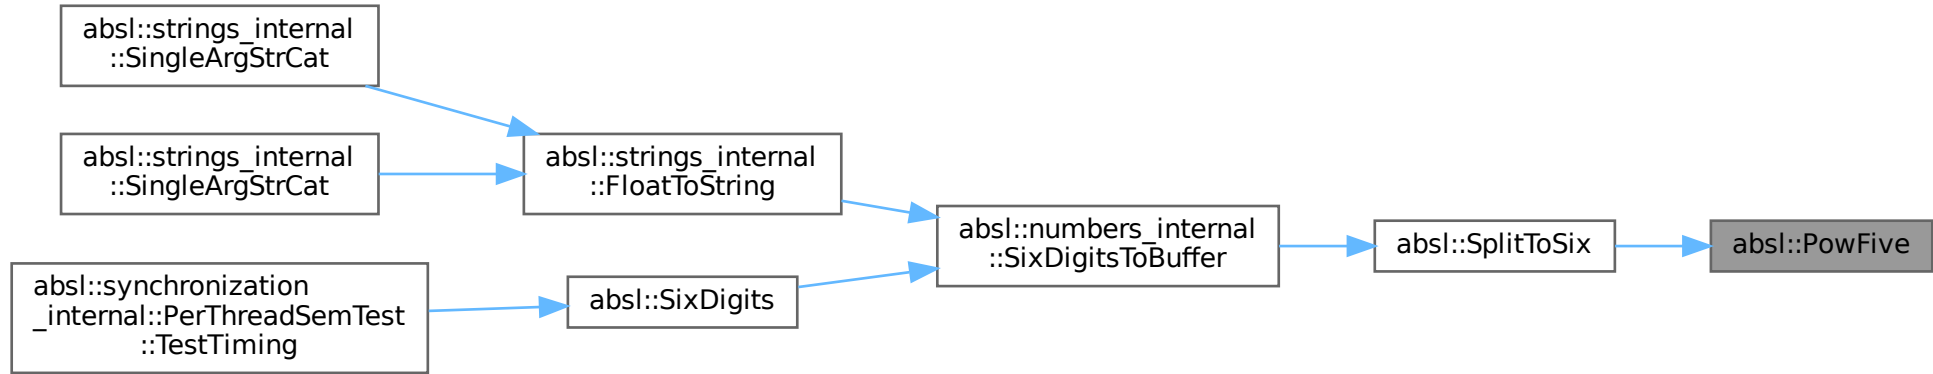 absl::strings_internal
::SingleArgStrCat
absl::strings_internal
::SingleArgStrCat
absl::synchronization
_internal::PerThreadSemTest
::TestTiming
absl::strings_internal
::FloatToString
absl::SixDigits
absl::numbers_internal
::SixDigitsToBuffer
absl::SplitToSix
absl::PowFive